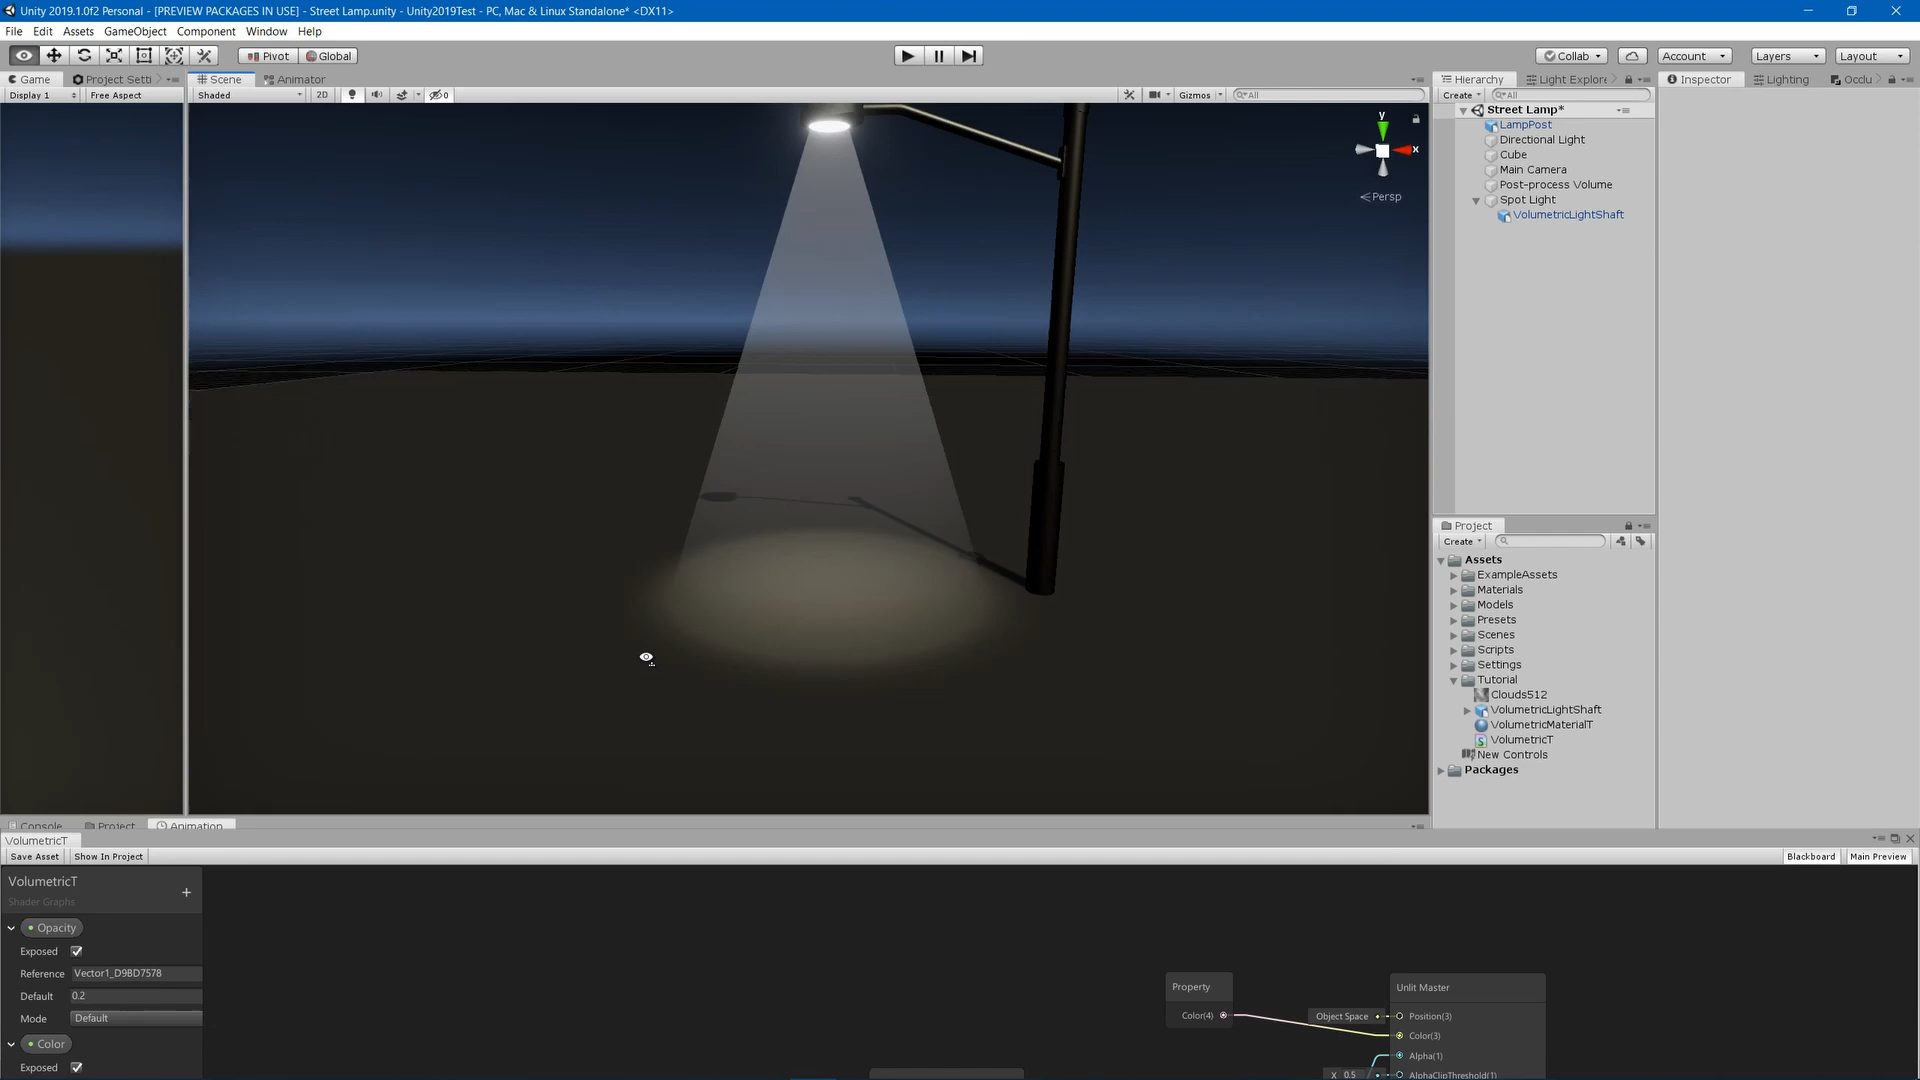 Unity 2019.1.0f2 Personal - [PREVIEW PACKAGES IN USE] - Street Lamp.unity - Unity2019Test - PC, Mac & Linux Standalone* <DX11>
File Edit Assets GameObject Component Window Help
Pivot Global Collab Account Layers Layout
Game Project Setti Scene Animator Hierarchy Light Explore Inspector Lighting Occlu
Display 1 Free Aspect Shaded 2D 0 Gizmos All Create All
Street Lamp*
LampPost
Directional Light
Cube
Main Camera
Post-process Volume
Spot Light
VolumetricLightShaft
y
x
Persp
Project
Create
Assets
ExampleAssets
Materials
Models
Presets
Scenes
Scripts
Settings
Tutorial
Clouds512
VolumetricLightShaft
VolumetricMaterialT
VolumetricT
New Controls
Packages
Console Project Animation
VolumetricT
Save Asset Show In Project Blackboard Main Preview
VolumetricT
Shader Graphs
Opacity
Exposed
Reference Vector1_D9BD7578
Default 0.2
Mode Default
Color
Exposed
Property
Color(4)
Unlit Master
Object Space Position(3)
Color(3)
Alpha(1)
X 0.5 AlphaClipThreshold(1)